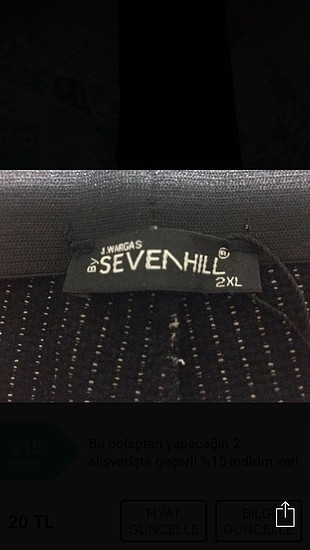 J.WARGAS
BY SEVENHILL®
2XL
%15
Bu dolaptan yapacağın 2.
alışverişte geçerli %15 indirim var!
20 TL
FİYAT
GÜNCELLE
BİLGİ
GÜNCELLE